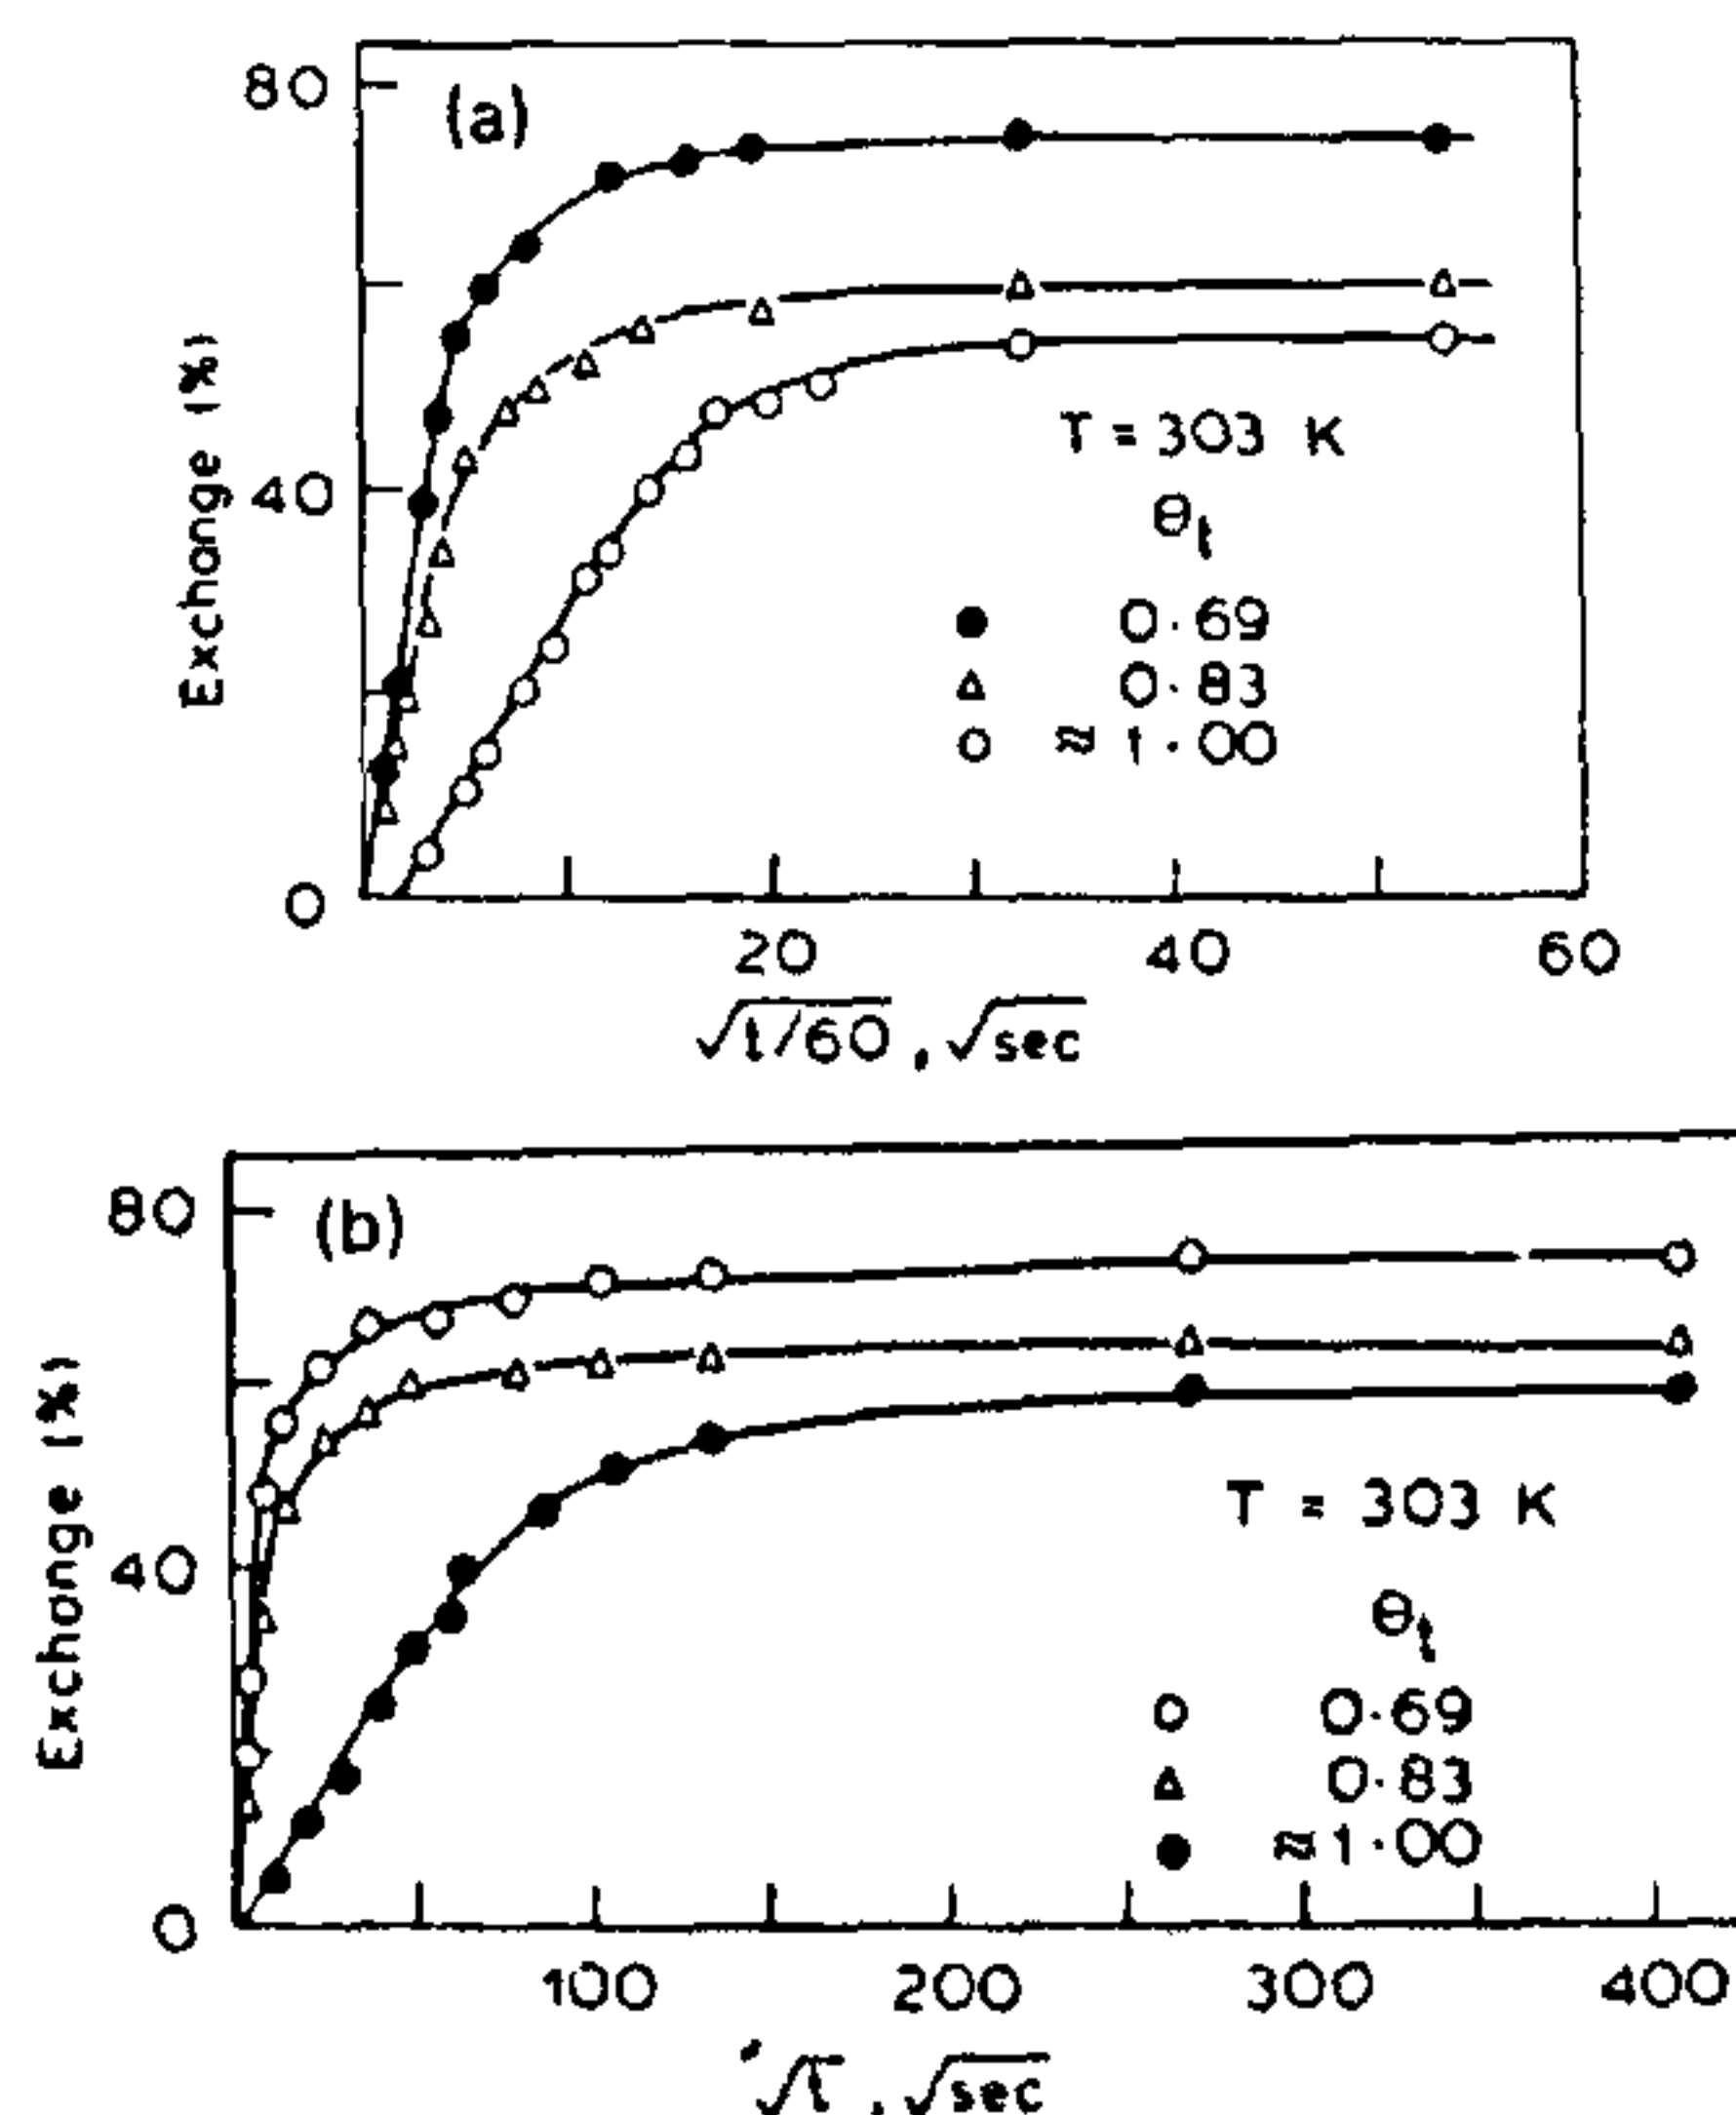 (a)
80
40
0
Exchange (%)
T = 303 K
θt
● 0.69
△ 0.83
○ ≈ 1.00
20 40 60
√t/60, √sec
(b)
80
40
0
Exchange (%)
T = 303 K
θt
○ 0.69
△ 0.83
● ≈ 1.00
100 200 300 400
√t, √sec